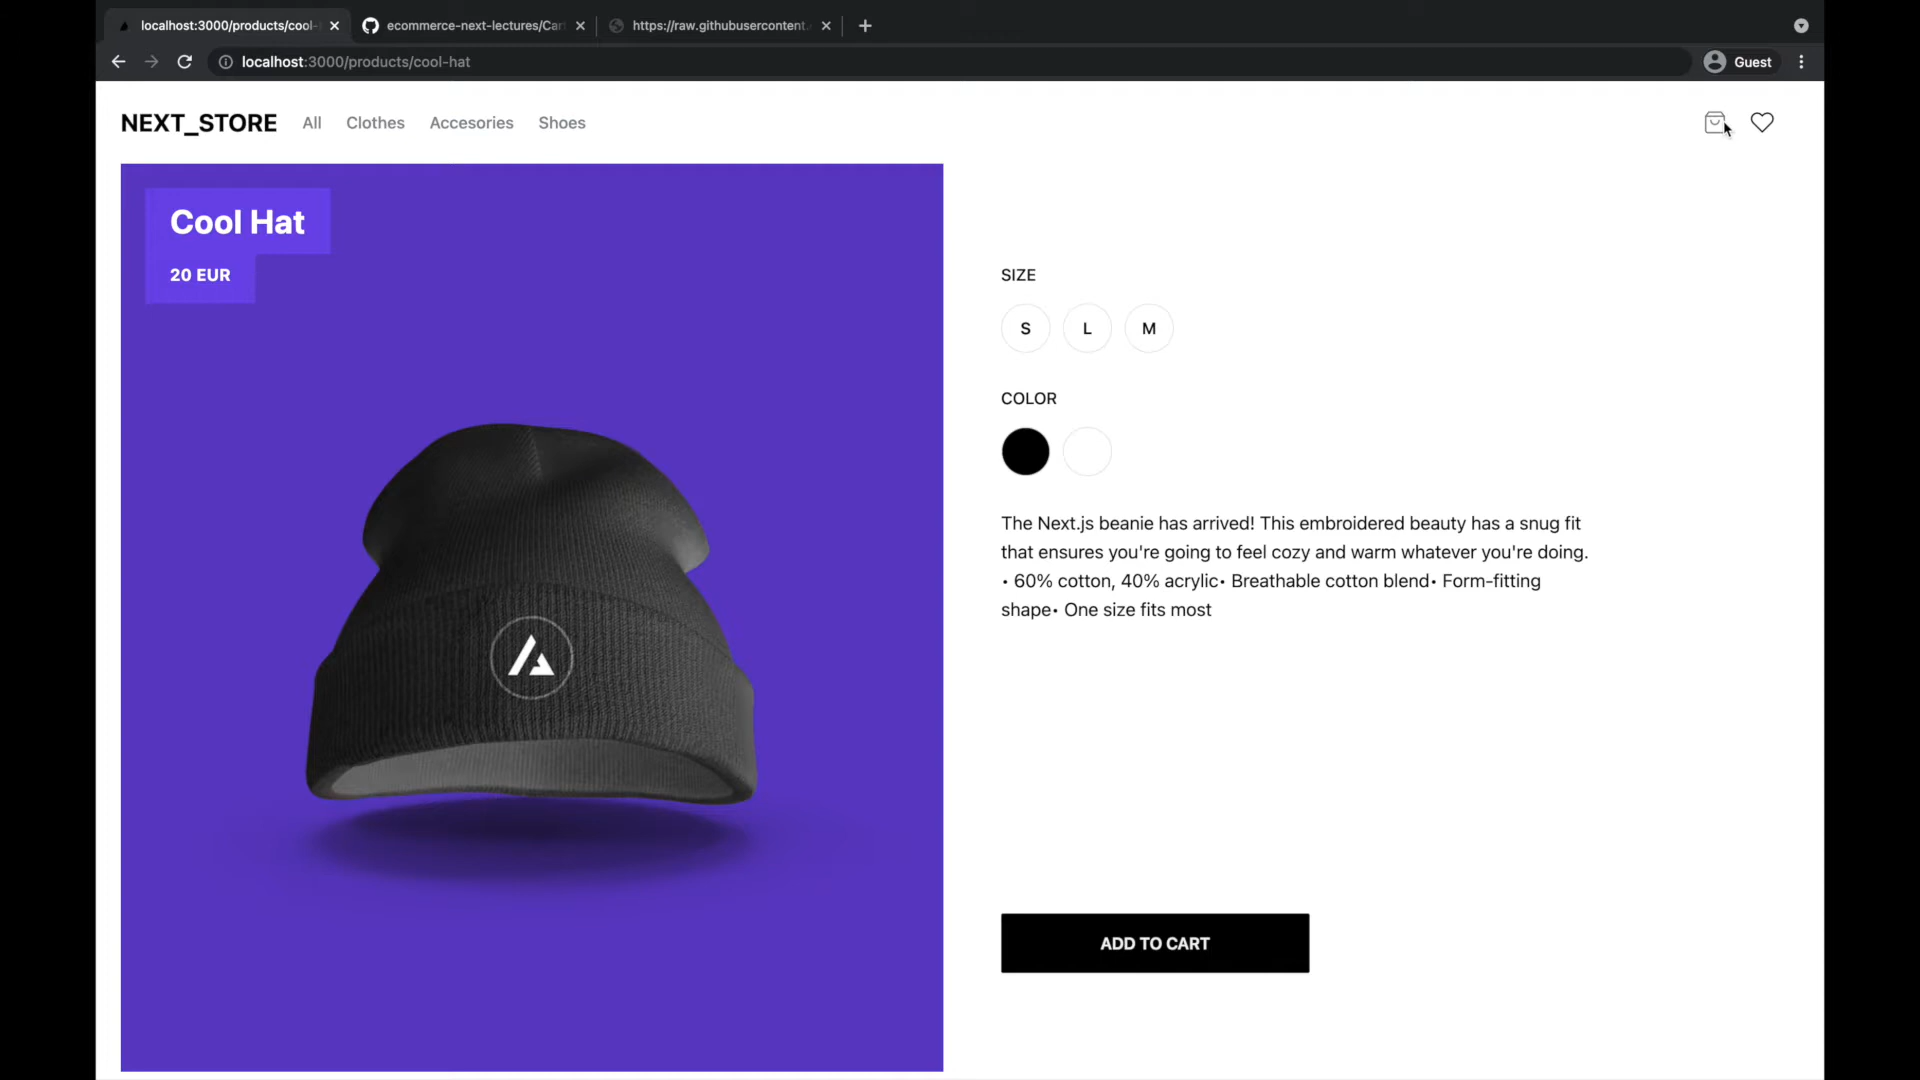 localhost:3000/products/cool-
ecommerce-next-lectures/Car
https://raw.githubusercontent.
localhost:3000/products/cool-hat
Guest
NEXT_STORE
All
Clothes
Accesories
Shoes
Cool Hat
20 EUR
SIZE
S
L
M
COLOR
The Next.js beanie has arrived! This embroidered beauty has a snug fit
that ensures you're going to feel cozy and warm whatever you're doing.
• 60% cotton, 40% acrylic• Breathable cotton blend• Form-fitting
shape• One size fits most
ADD TO CART